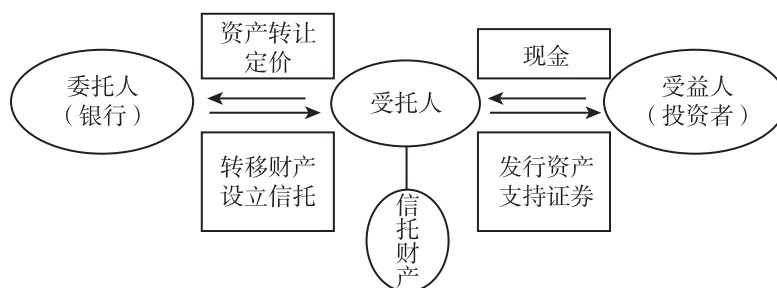 资产转让
定价
现金
委托人
（银行）
受托人
受益人
（投资者）
转移财产
设立信托
发行资产
支持证券
信托财产